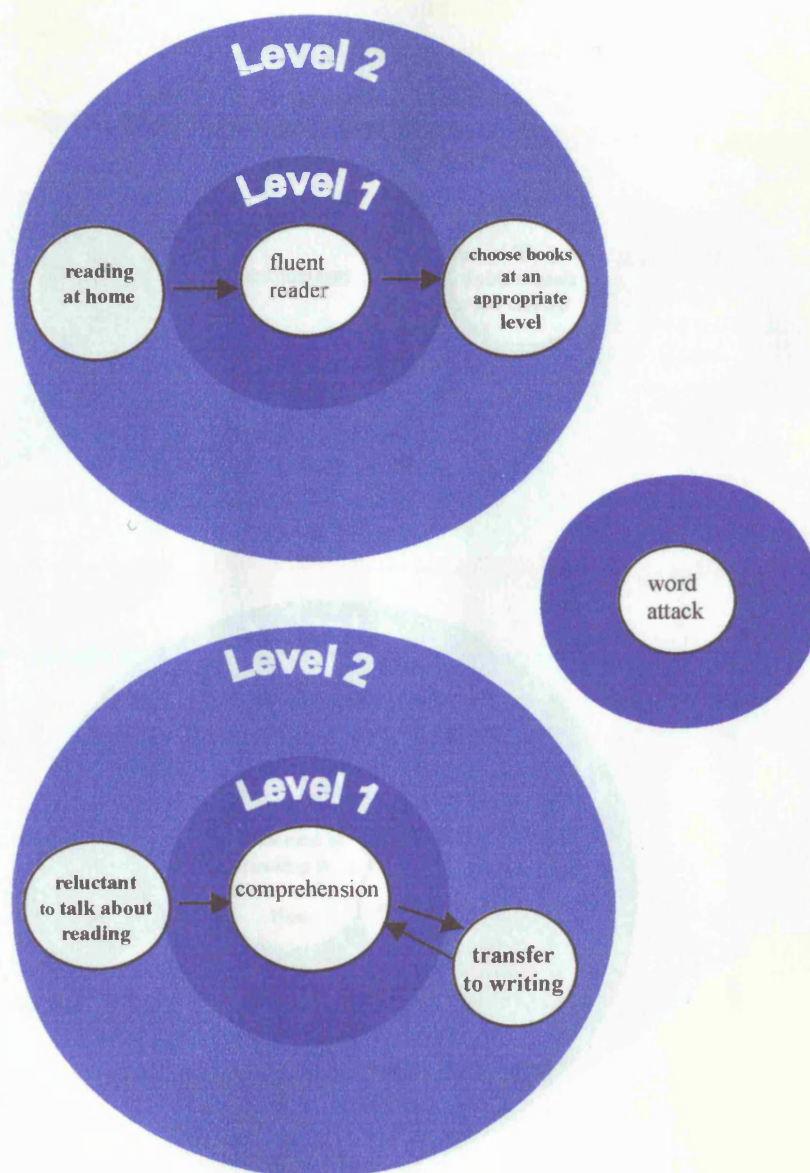 Level 2
Level 1
reading
at home
fluent
reader
choose books
at an
appropriate
level
word
attack
Level 2
Level 1
reluctant
to talk about
reading
comprehension
transfer
to writing